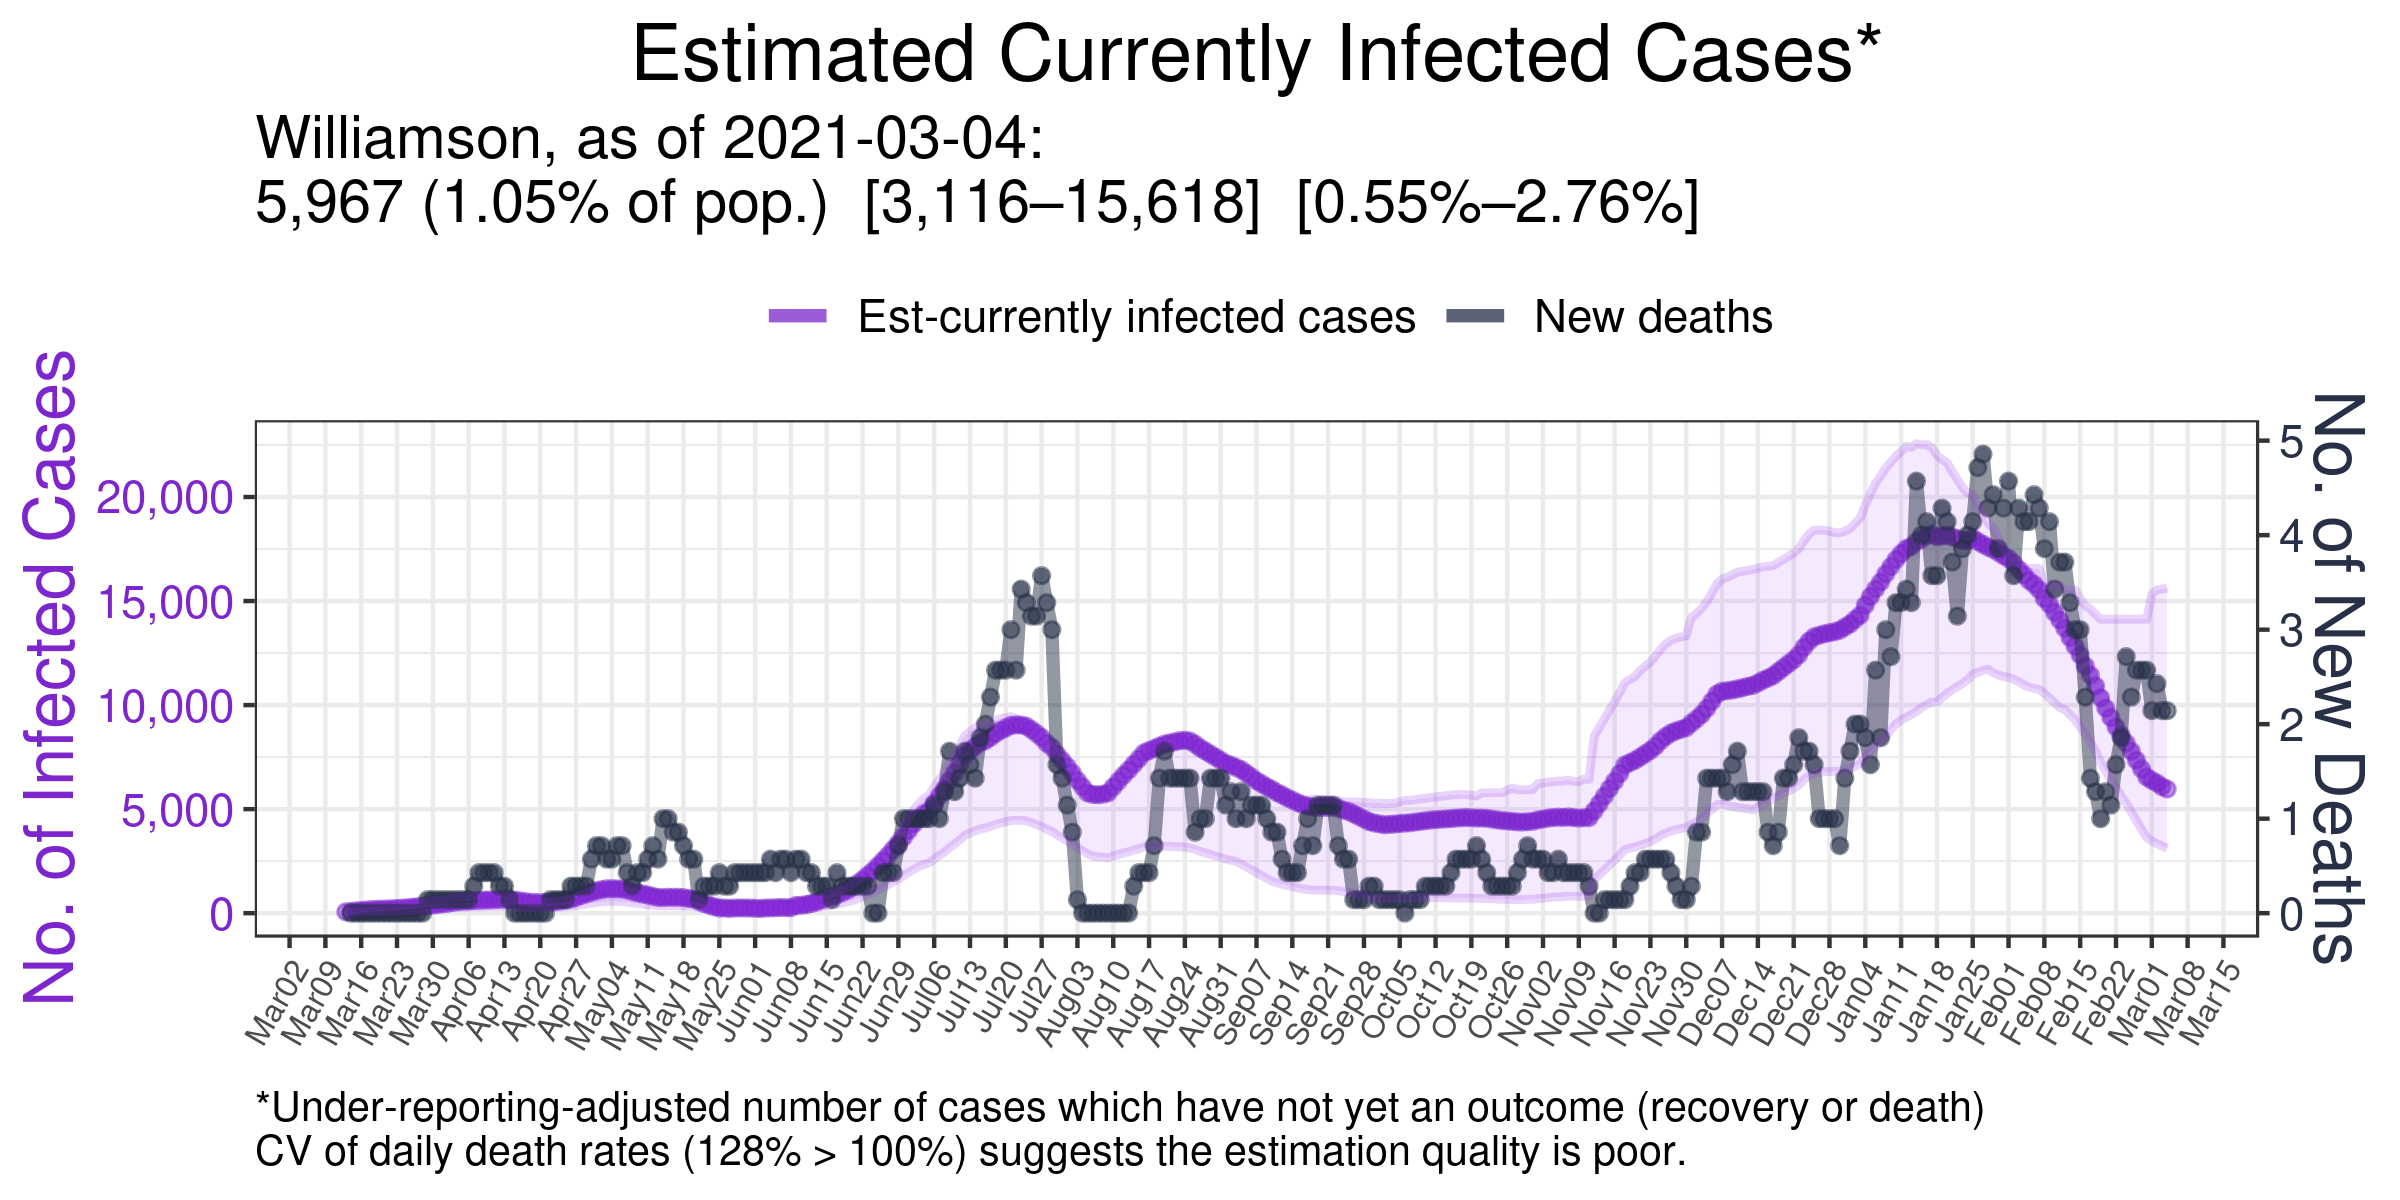 Estimated Currently Infected Cases*
Williamson, as of 2021-03-04:
5,967 (1.05% of pop.) [3,116–15,618] [0.55%–2.76%]
Est-currently infected cases
New deaths
No. of Infected Cases
20,000
15,000
10,000
5,000
0
No. of New Deaths
5
4
3
2
1
0
Mar02
Mar09
Mar16
Mar23
Mar30
Apr06
Apr13
Apr20
Apr27
May04
May11
May18
May25
Jun01
Jun08
Jun15
Jun22
Jun29
Jul06
Jul13
Jul20
Jul27
Aug03
Aug10
Aug17
Aug24
Aug31
Sep07
Sep14
Sep21
Sep28
Oct05
Oct12
Oct19
Oct26
Nov02
Nov09
Nov16
Nov23
Nov30
Dec07
Dec14
Dec21
Dec28
Jan04
Jan11
Jan18
Jan25
Feb01
Feb08
Feb15
Feb22
Mar01
Mar08
Mar15
*Under-reporting-adjusted number of cases which have not yet an outcome (recovery or death)
CV of daily death rates (128% > 100%) suggests the estimation quality is poor.